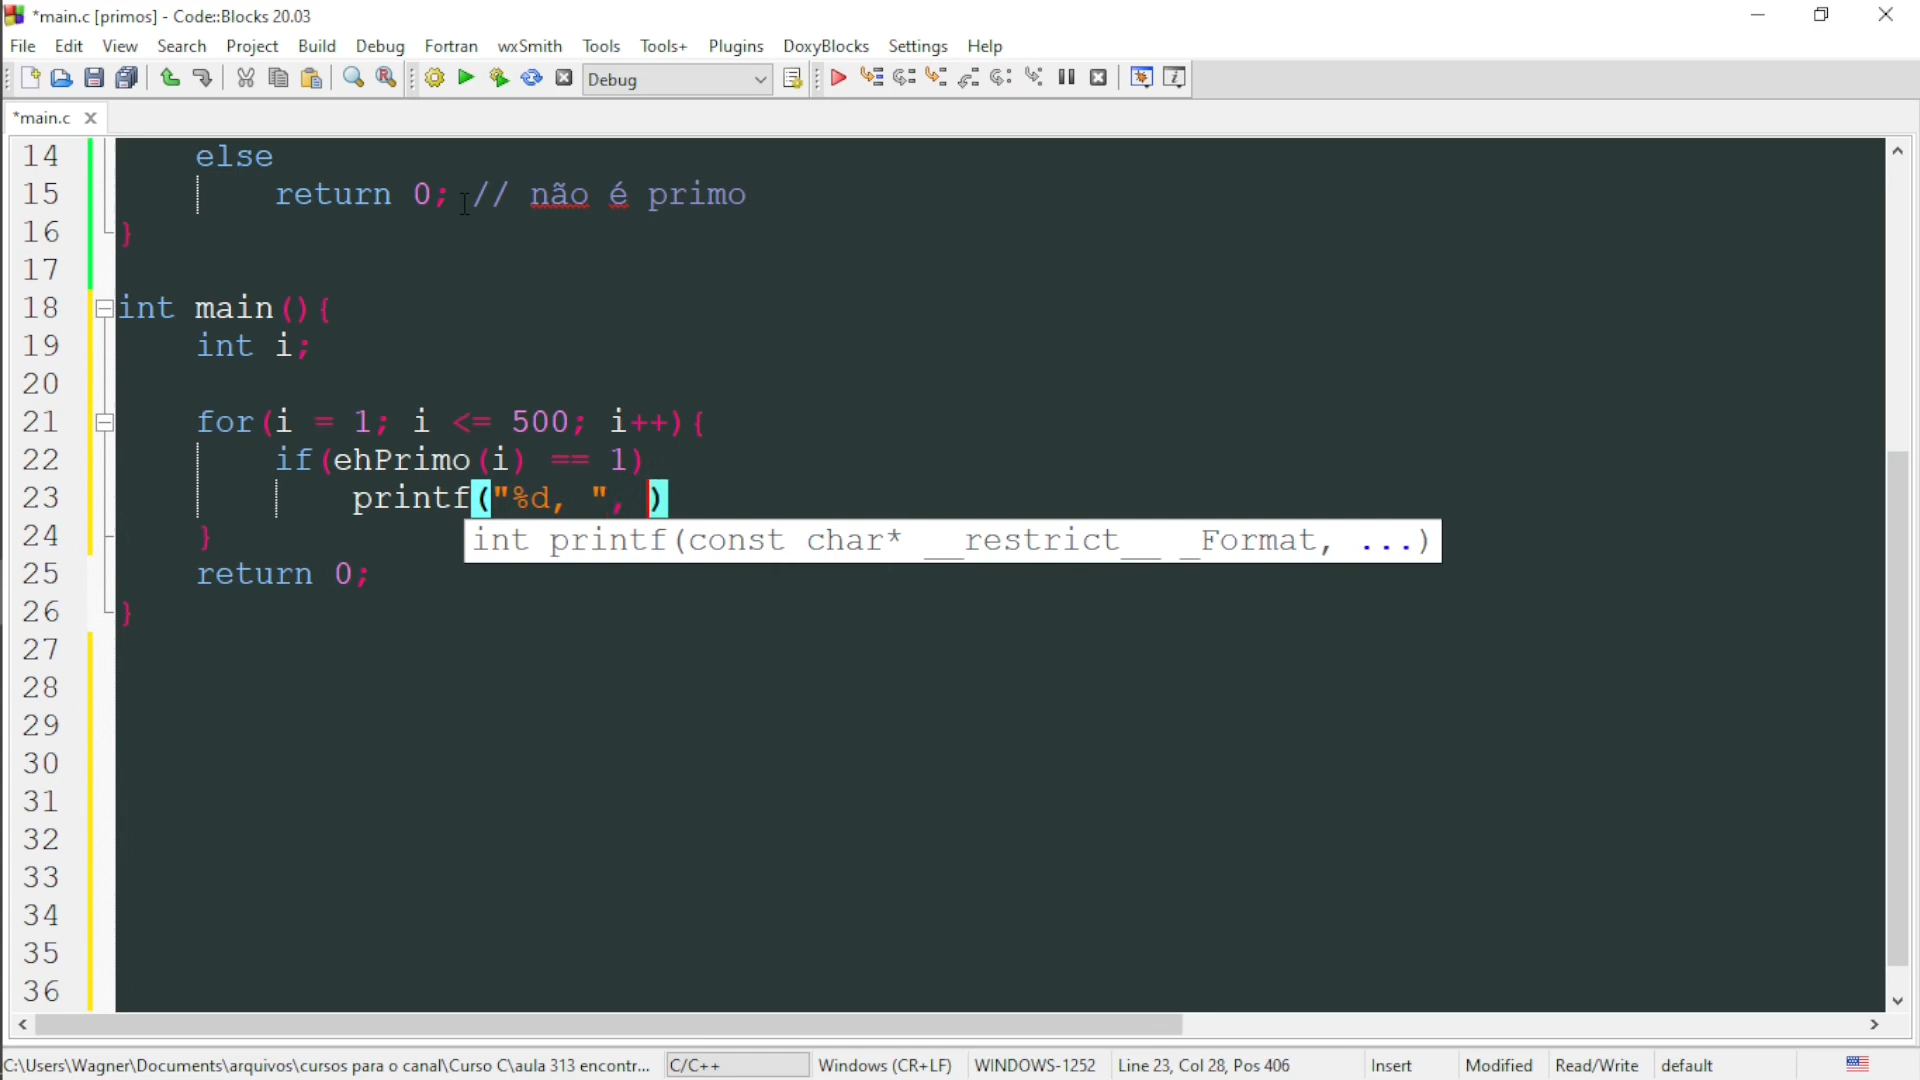 *main.c [primos] - Code::Blocks 20.03
File Edit View Search Project Build Debug Fortran wxSmith Tools Tools+ Plugins DoxyBlocks Settings Help
Debug
*main.c
14 else
15 return 0; // não é primo
16 }
17
18 int main(){
19 int i;
20
21 for(i = 1; i <= 500; i++){
22 if(ehPrimo(i) == 1)
23 printf("%d, ", )
int printf(const char* __restrict__ _Format, ...)
24 }
25 return 0;
26 }
27
28
29
30
31
32
33
34
35
36
C:\Users\Wagner\Documents\arquivos\cursos para o canal\Curso C\aula 313 encontr... C/C++ Windows (CR+LF) WINDOWS-1252 Line 23, Col 28, Pos 406 Insert Modified Read/Write default